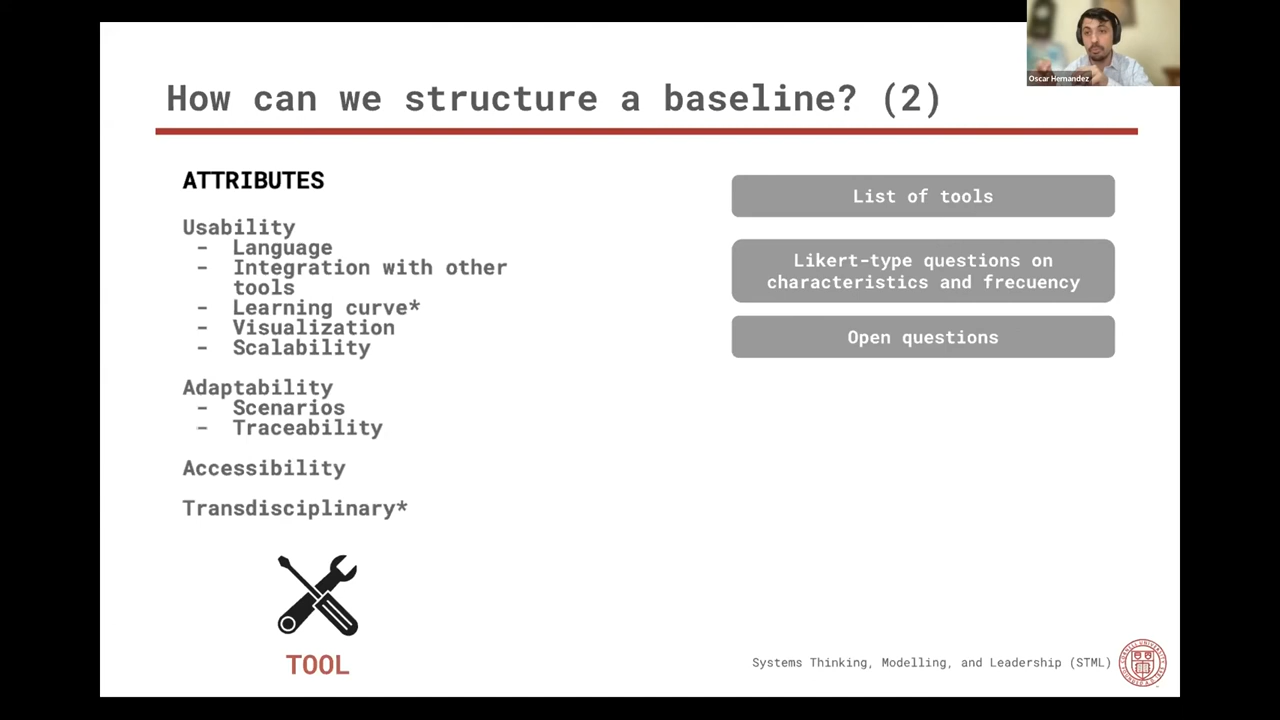 Oscar Hernandez
How can we structure a baseline? (2)
ATTRIBUTES
Usability
- Language
- Integration with other
tools
- Learning curve*
- Visualization
- Scalability
Adaptability
- Scenarios
- Traceability
Accessibility
Transdisciplinary*
TOOL
List of tools
Likert-type questions on
characteristics and frecuency
Open questions
Systems Thinking, Modelling, and Leadership (STML)